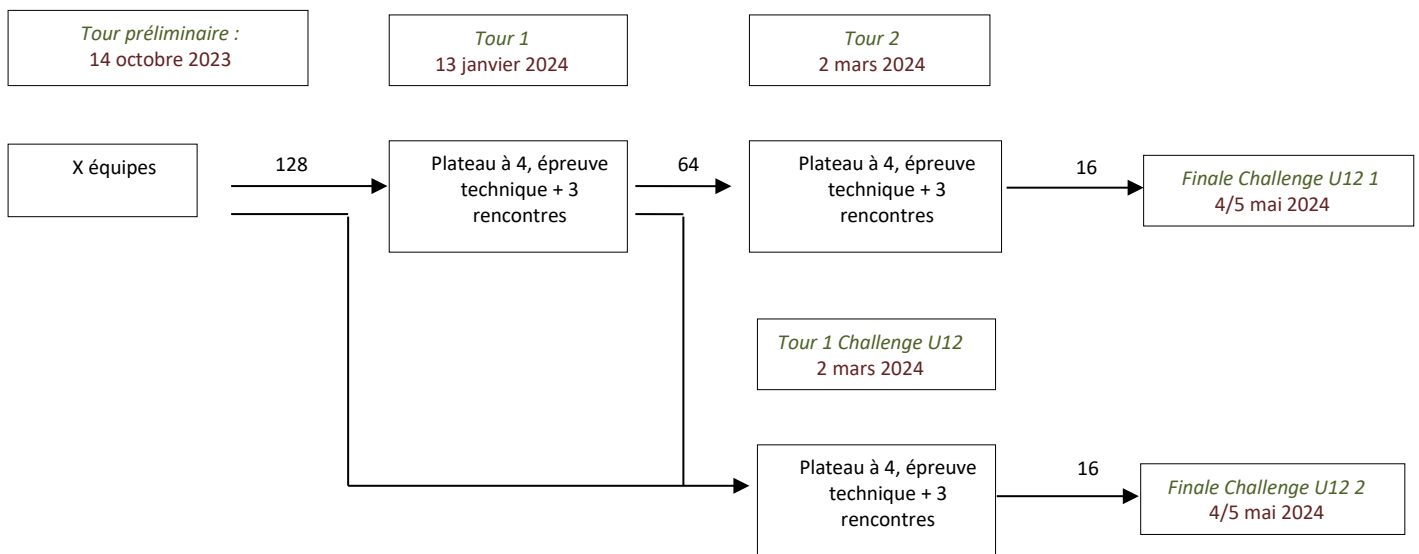 Tour préliminaire :
14 octobre 2023
Tour 1
13 janvier 2024
Tour 2
2 mars 2024
X équipes
128
Plateau à 4, épreuve
technique + 3
rencontres
64
Plateau à 4, épreuve
technique + 3
rencontres
16
Finale Challenge U12 1
4/5 mai 2024
Tour 1 Challenge U12
2 mars 2024
Plateau à 4, épreuve
technique + 3
rencontres
16
Finale Challenge U12 2
4/5 mai 2024